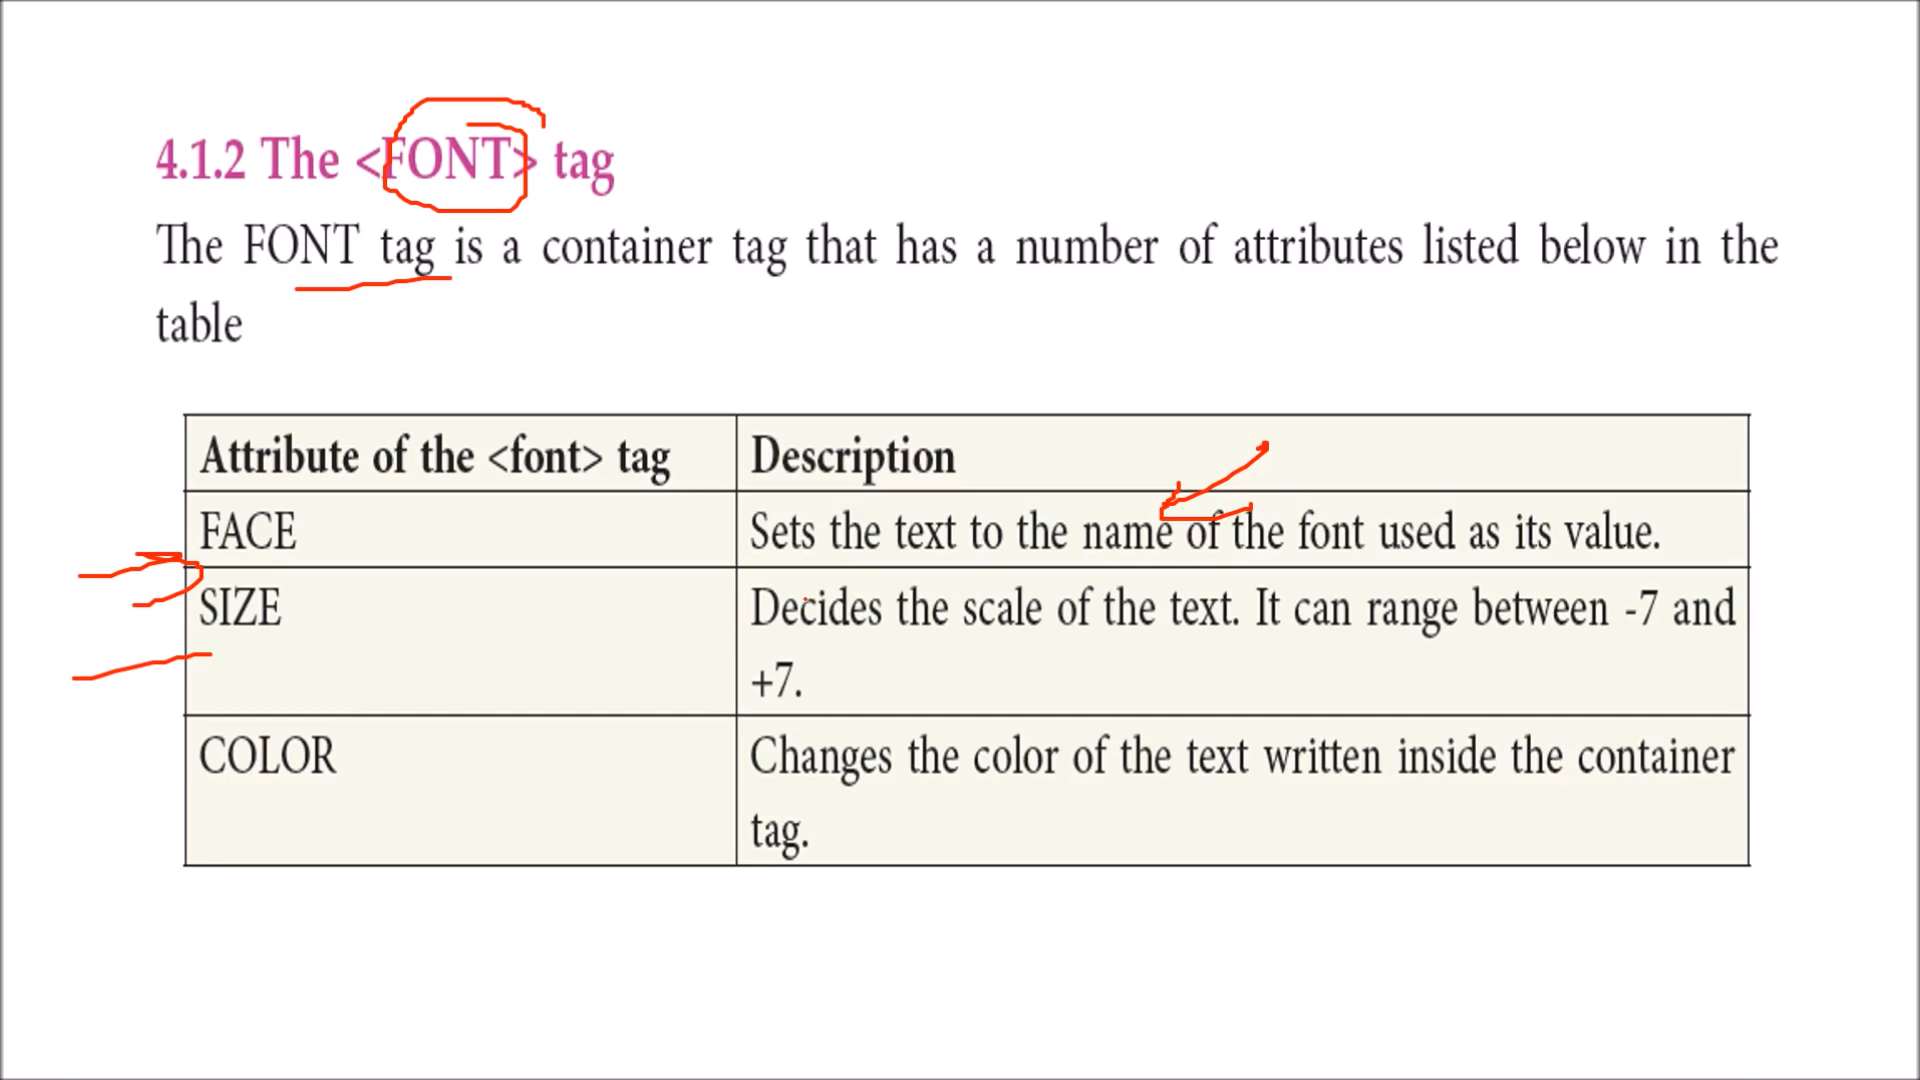 4.1.2 The <FONT> tag
The FONT tag is a container tag that has a number of attributes listed below in the
table
Attribute of the <font> tag
Description
FACE
Sets the text to the name of the font used as its value.
SIZE
Decides the scale of the text. It can range between -7 and
+7.
COLOR
Changes the color of the text written inside the container
tag.